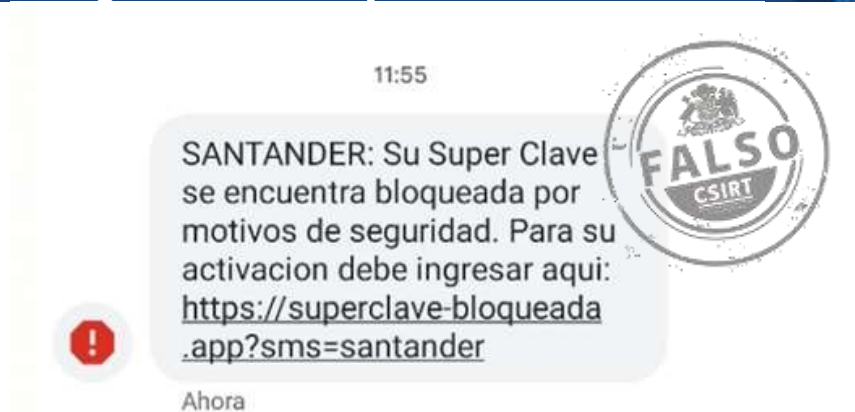 11:55
SANTANDER: Su Super Clave
se encuentra bloqueada por
motivos de seguridad. Para su
activacion debe ingresar aqui:
https://superclave-bloqueada
.app?sms=santander
Ahora
FALSO
CSIRT